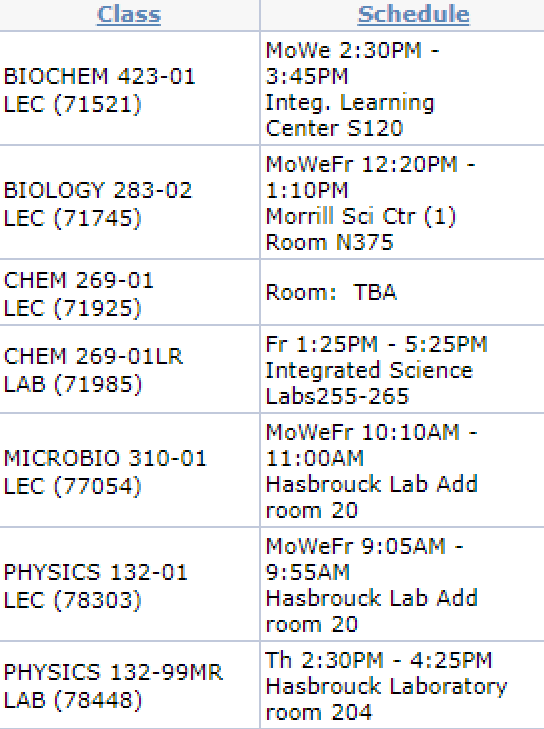 Class
Schedule
BIOCHEM 423-01
LEC (71521)
MoWe 2:30PM -
3:45PM
Integ. Learning
Center S120
BIOLOGY 283-02
LEC (71745)
MoWeFr 12:20PM -
1:10PM
Morrill Sci Ctr (1)
Room N375
CHEM 269-01
LEC (71925)
Room:  TBA
CHEM 269-01LR
LAB (71985)
Fr 1:25PM - 5:25PM
Integrated Science
Labs255-265
MICROBIO 310-01
LEC (77054)
MoWeFr 10:10AM -
11:00AM
Hasbrouck Lab Add
room 20
PHYSICS 132-01
LEC (78303)
MoWeFr 9:05AM -
9:55AM
Hasbrouck Lab Add
room 20
PHYSICS 132-99MR
LAB (78448)
Th 2:30PM - 4:25PM
Hasbrouck Laboratory
room 204